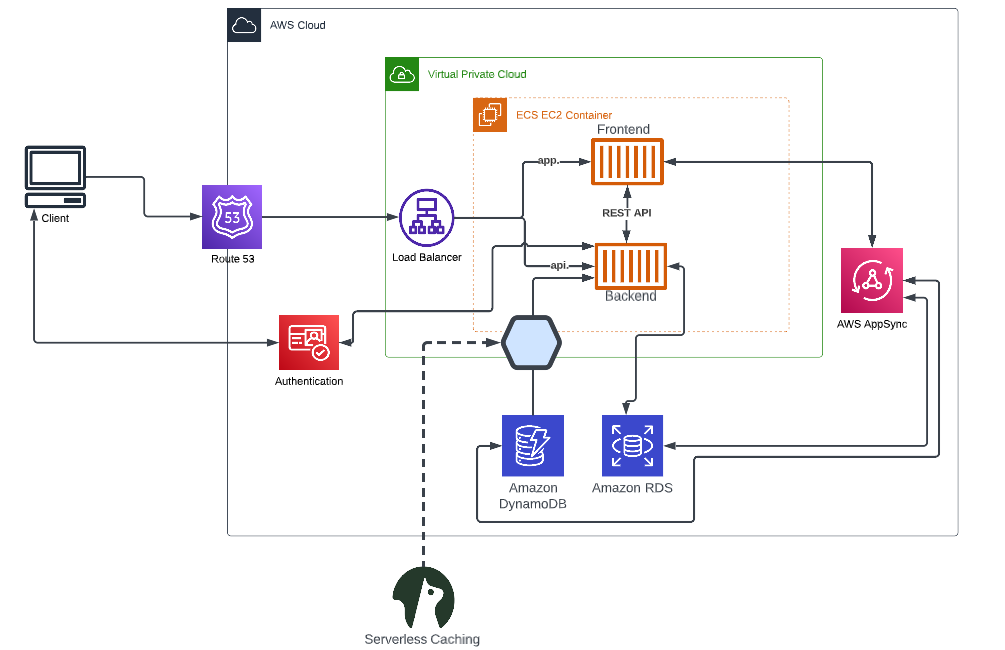 AWS Cloud
Virtual Private Cloud
ECS EC2 Container
Frontend
app.
Client
53
REST API
Route 53
Load Balancer
api.
Backend
AWS AppSync
Authentication
Amazon
DynamoDB
Amazon RDS
Serverless Caching